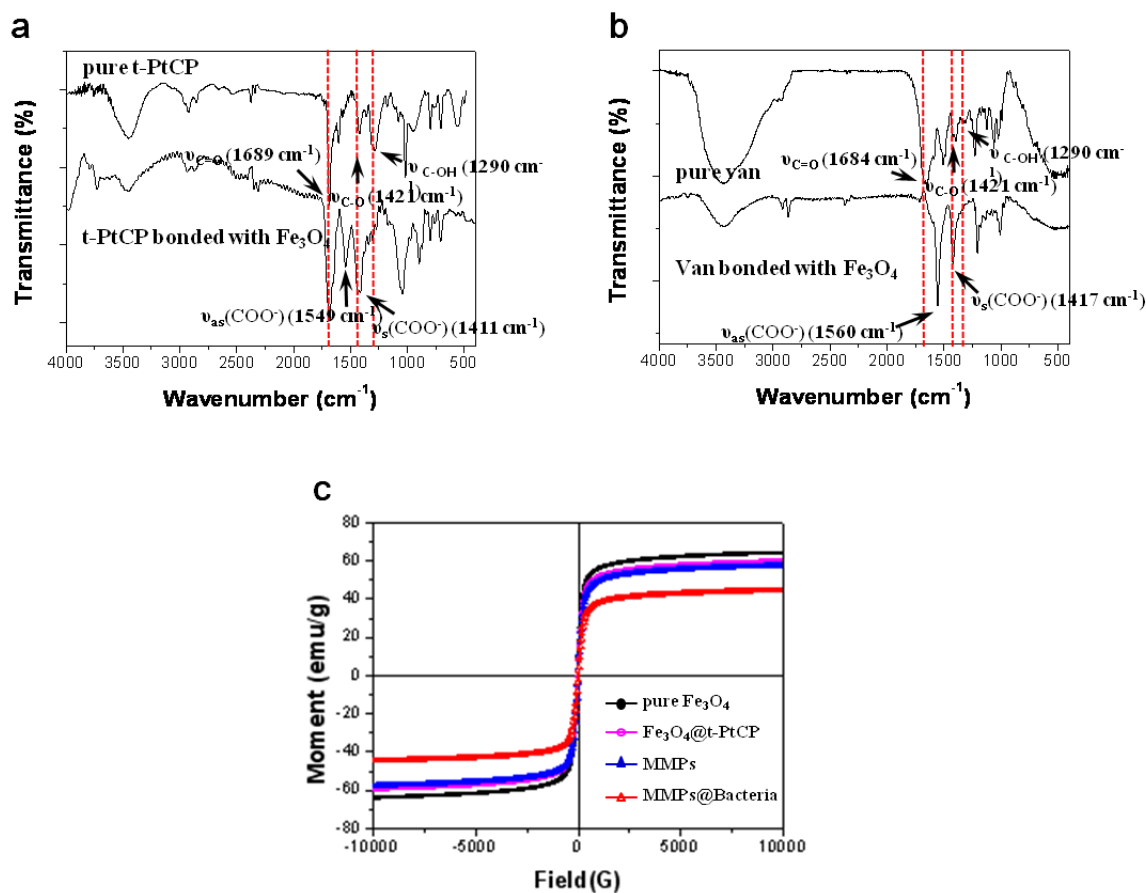 a
pure t-PtCP
υC=O (1689 cm-1)
υC-OH (1290 cm-
1)
υC-O (1421 cm-1)
t-PtCP bonded with Fe3O4
υas(COO-) (1549 cm-1)
υs(COO-) (1411 cm-1)
Transmittance (%)
4000 3500 3000 2500 2000 1500 1000 500
Wavenumber (cm-1)
b
υC=O (1684 cm-1)
υC-OH (1290
1)
pure van
υC-O (1421 cm-1)
Van bonded with Fe3O4
υs(COO-) (1417 cm-1)
υas(COO-) (1560 cm-1)
Transmittance (%)
4000 3500 3000 2500 2000 1500 1000 500
Wavenumber (cm-1)
c
80
60
40
20
0
-20
-40
-60
-80
Moment (emu/g)
pure Fe3O4
Fe3O4@t-PtCP
MMPs
MMPs@Bacteria
-10000 -5000 0 5000 10000
Field(G)